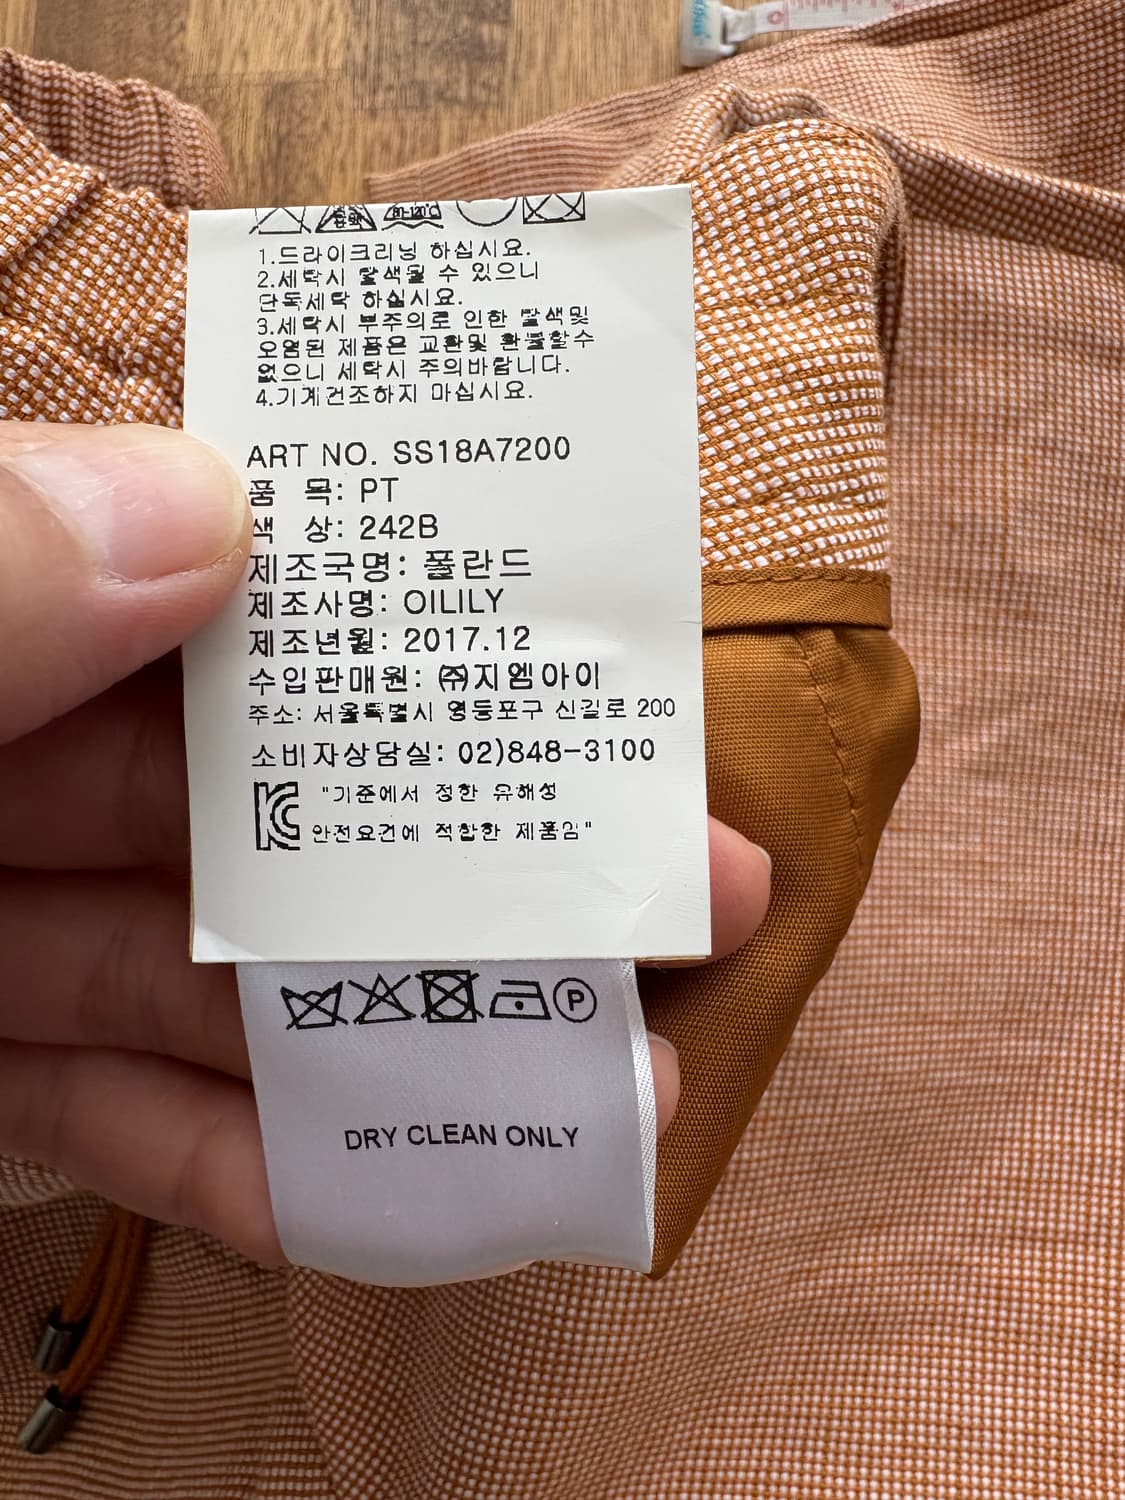 80~120℃
1.드라이크리닝 하십시요.
2.세탁시 탈색될 수 있으니
단독세탁 하십시요.
3.세탁시 부주의로 인한 탈색및
오염된 제품은 교환및 환불할수
없으니 세탁시 주의바랍니다.
4.기계건조하지 마십시요.
ART NO. SS18A7200
품 목: PT
색 상: 242B
제조국명: 폴란드
제조사명: OILILY
제조년월: 2017.12
수입판매원: ㈜지엠아이
주소: 서울특별시 영등포구 신길로 200
소비자상담실: 02)848-3100
"기준에서 정한 유해성
안전요건에 적합한 제품임"
P
DRY CLEAN ONLY